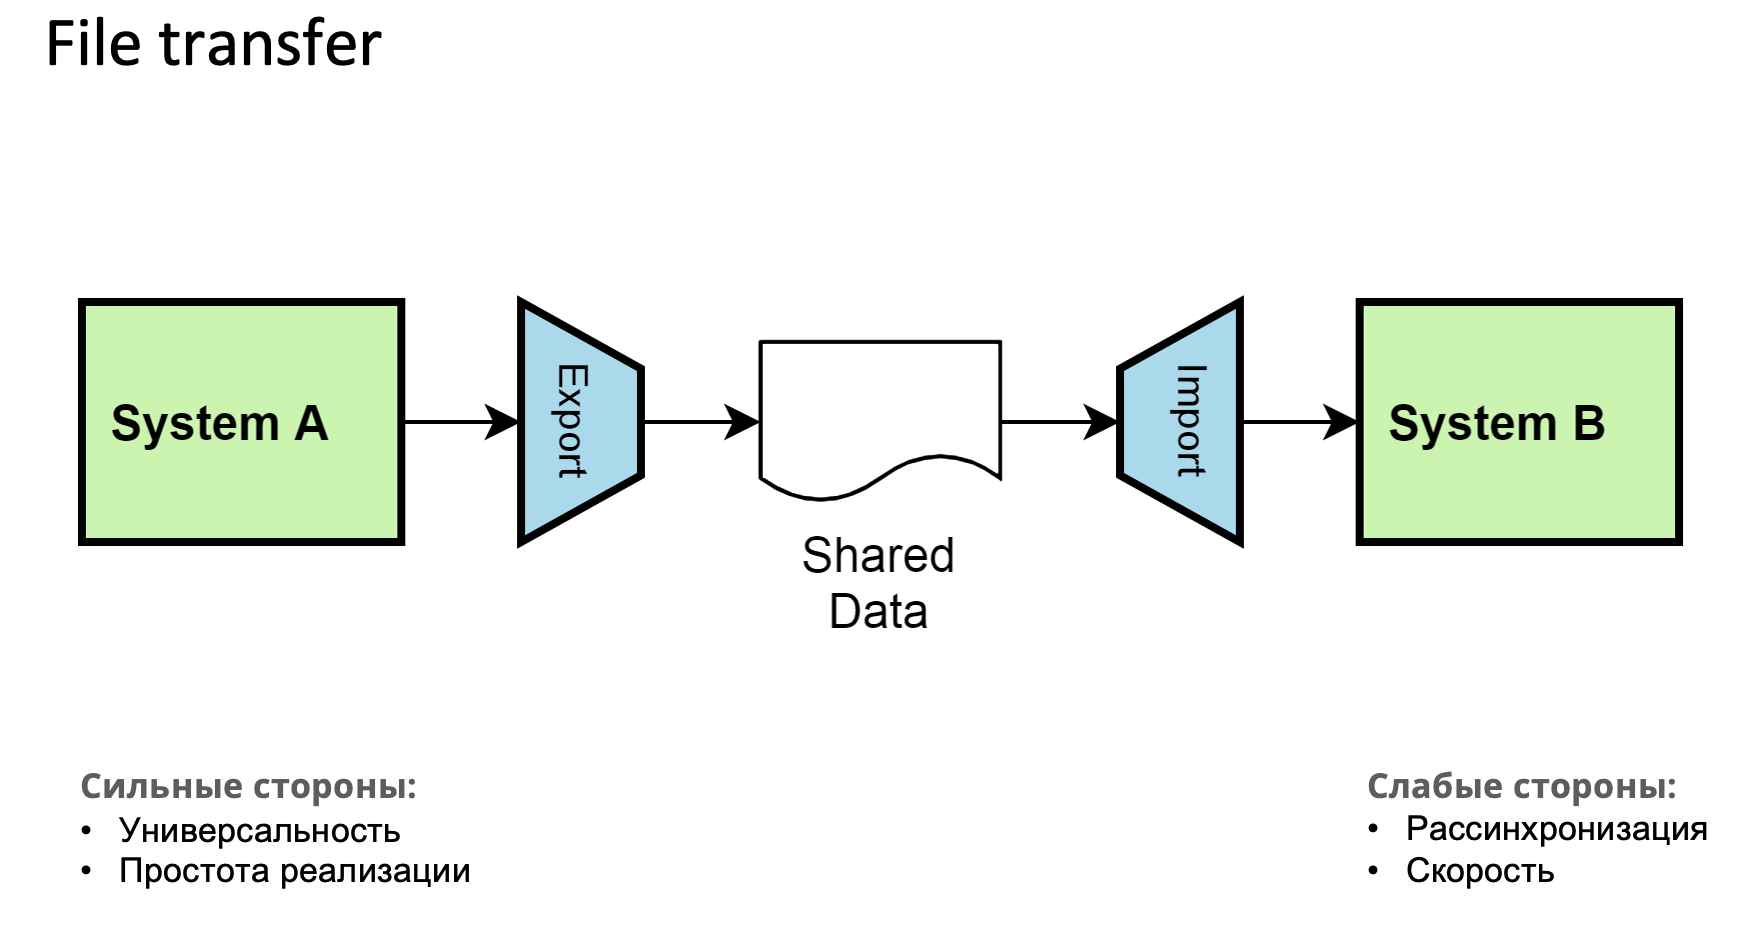 File transfer
System A
Export
Shared
Data
Import
System B
Сильные стороны:
• Универсальность
• Простота реализации
Слабые стороны:
• Рассинхронизация
• Скорость